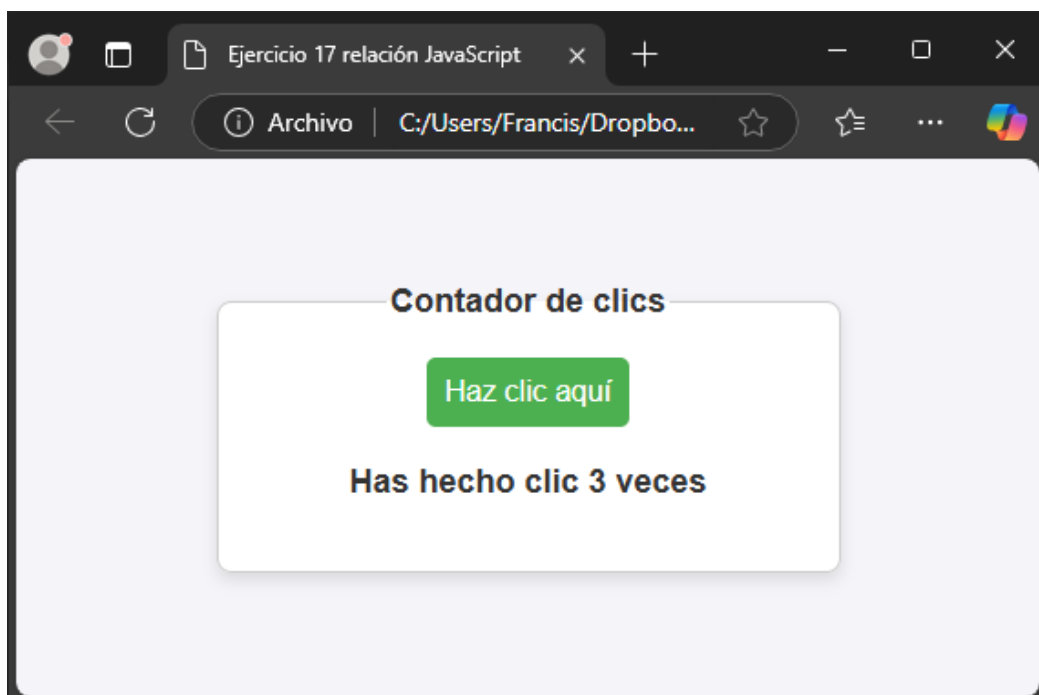 Ejercicio 17 relación JavaScript
Archivo | C:/Users/Francis/Dropbo...
Contador de clics
Haz clic aquí
Has hecho clic 3 veces